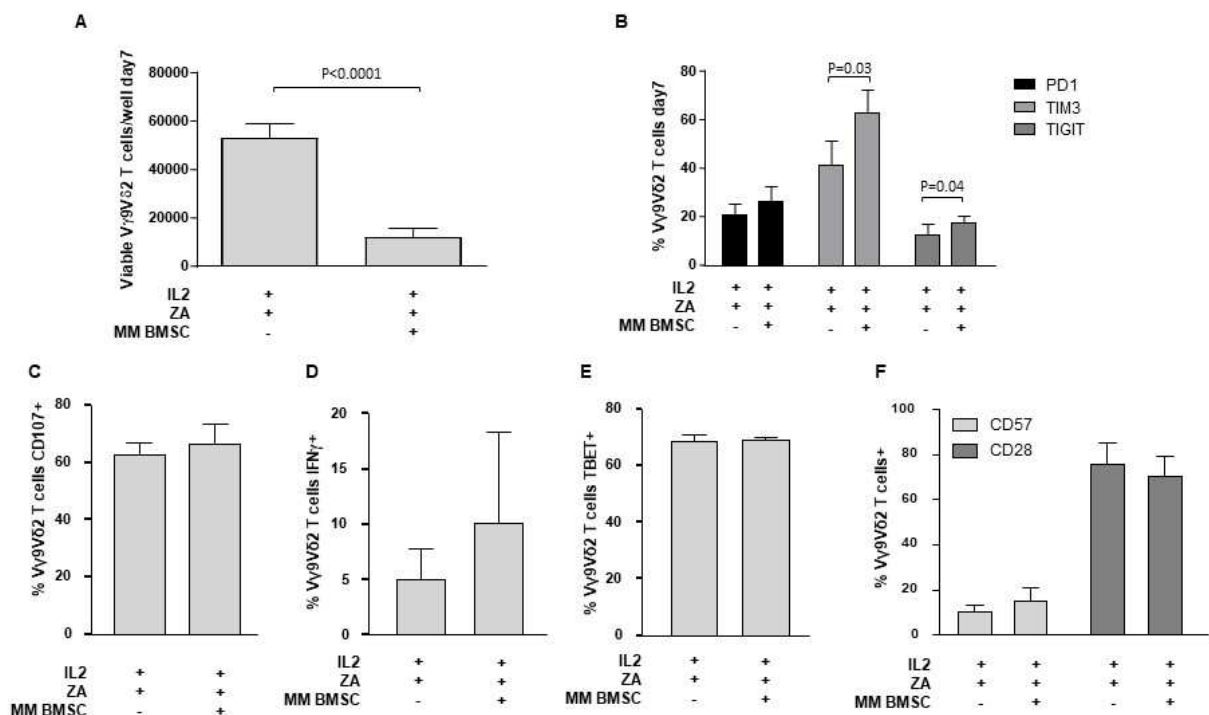 A
Viable Vγ9Vδ2 T cells/well day7
80000
60000
40000
20000
0
P<0.0001
IL2 + +
ZA + +
MM BMSC - +
B
% Vγ9Vδ2 T cells day7
80
60
40
20
0
P=0.03
P=0.04
PD1
TIM3
TIGIT
IL2 + + + + + +
ZA + + + + + +
MM BMSC - + - + - +
C
% Vγ9Vδ2 T cells CD107+
80
60
40
20
0
IL2 + +
ZA + +
MM BMSC - +
D
% Vγ9Vδ2 T cells IFNγ+
20
15
10
5
0
IL2 + +
ZA + +
MM BMSC - +
E
% Vγ9Vδ2 T cells TBET+
80
60
40
20
0
IL2 + +
ZA + +
MM BMSC - +
F
% Vγ9Vδ2 T cells+
100
80
60
40
20
0
CD57
CD28
IL2 + + + +
ZA + + + +
MM BMSC - + - +